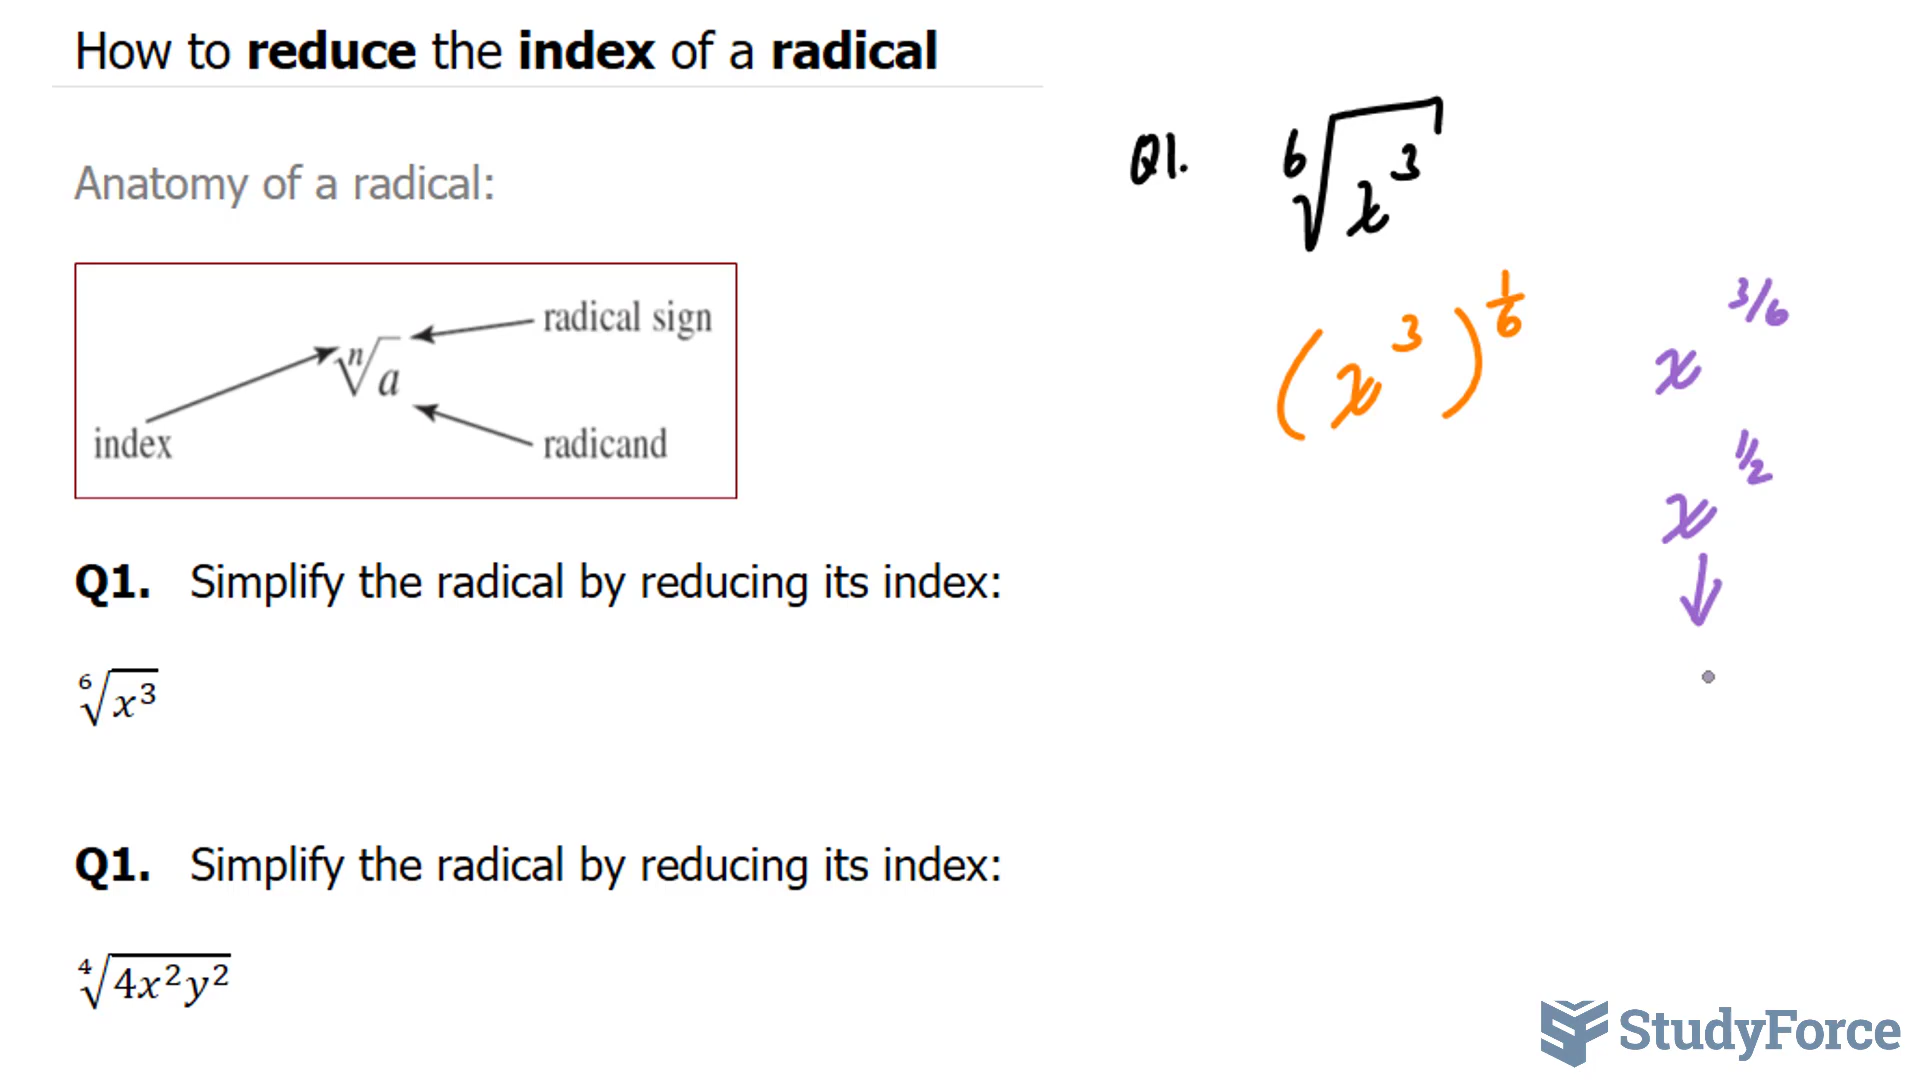 How to reduce the index of a radical
Anatomy of a radical:
radical sign
ⁿ√a
index
radicand
Q1. Simplify the radical by reducing its index:
⁶√x³
Q1. Simplify the radical by reducing its index:
⁴√4x²y²
Q1. ⁶√x³
(x³)^1/6
x^3/6
x^1/2
StudyForce